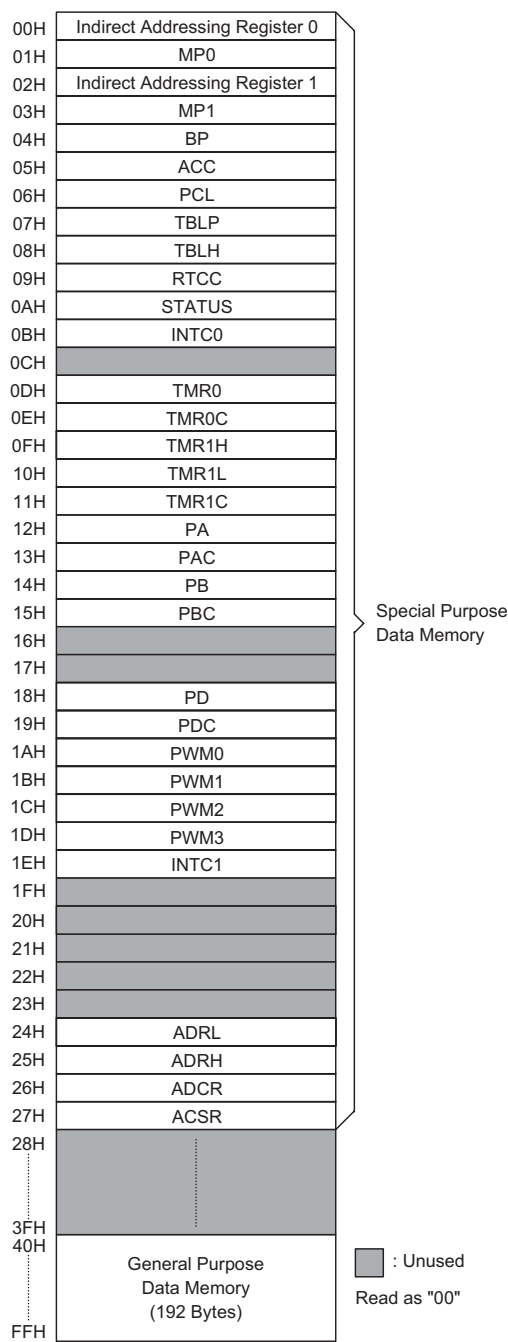 00H Indirect Addressing Register 0
01H MP0
02H Indirect Addressing Register 1
03H MP1
04H BP
05H ACC
06H PCL
07H TBLP
08H TBLH
09H RTCC
0AH STATUS
0BH INTC0
0CH
0DH TMR0
0EH TMR0C
0FH TMR1H
10H TMR1L
11H TMR1C
12H PA
13H PAC
14H PB
15H PBC
Special Purpose
Data Memory
16H
17H
18H PD
19H PDC
1AH PWM0
1BH PWM1
1CH PWM2
1DH PWM3
1EH INTC1
1FH
20H
21H
22H
23H
24H ADRL
25H ADRH
26H ADCR
27H ACSR
28H
3FH
40H
General Purpose
Data Memory
(192 Bytes)
FFH
: Unused
Read as "00"